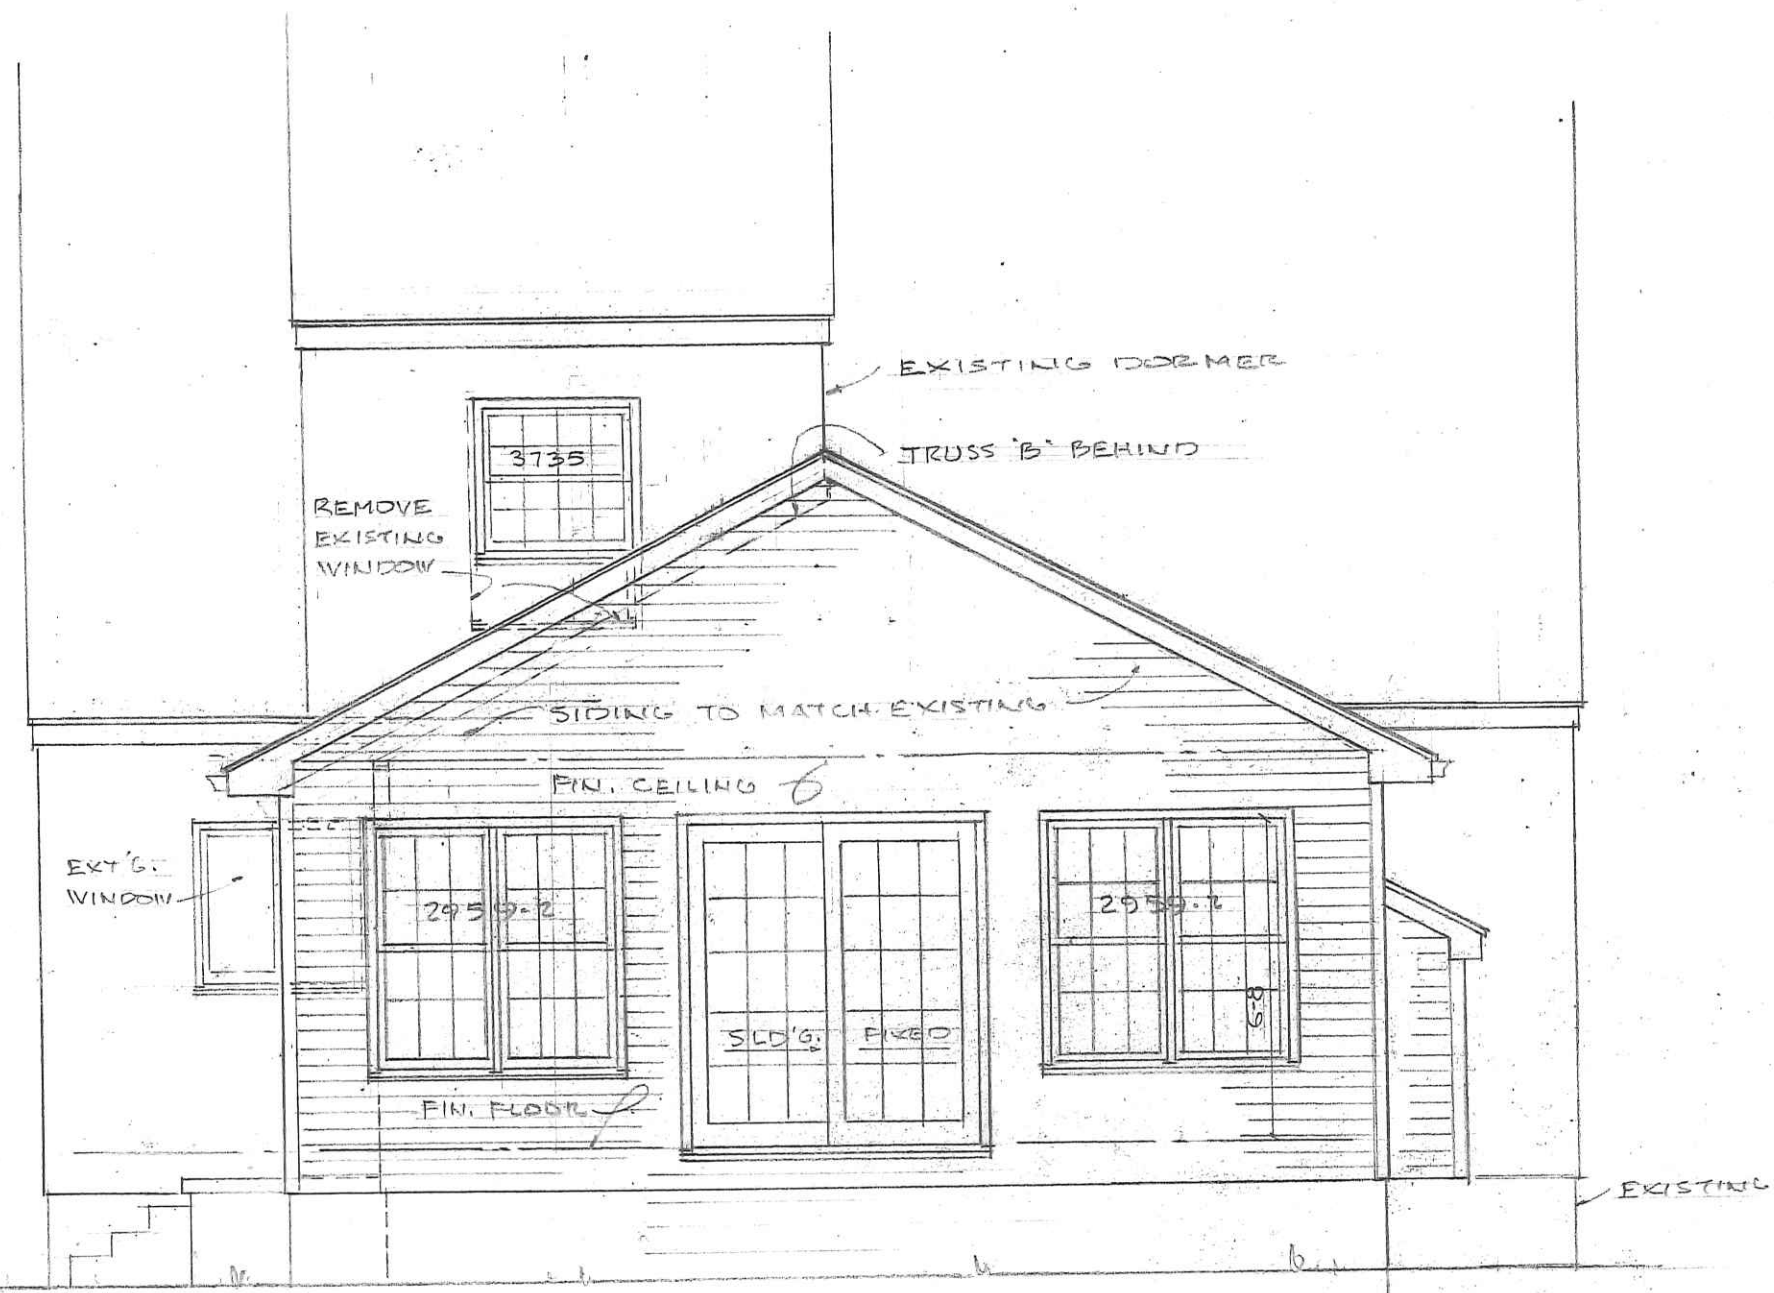 EXISTING DORMER
TRUSS 'B' BEHIND
3735
REMOVE
EXISTING
WINDOW
SIDING TO MATCH EXISTING
FIN. CEILING
EXT'G.
WINDOW
2959-2
2959-2
6-8
SLD'G.
FIXED
FIN. FLOOR
EXISTING